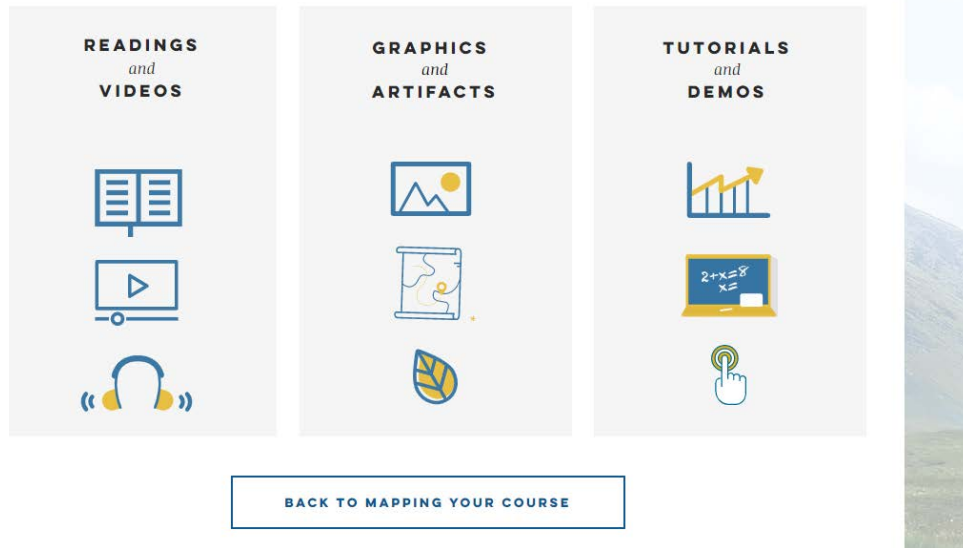 READINGS
and
VIDEOS
GRAPHICS
and
ARTIFACTS
TUTORIALS
and
DEMOS
2+x=8
x=
BACK TO MAPPING YOUR COURSE